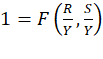 1 = F(R/Y, S/Y)